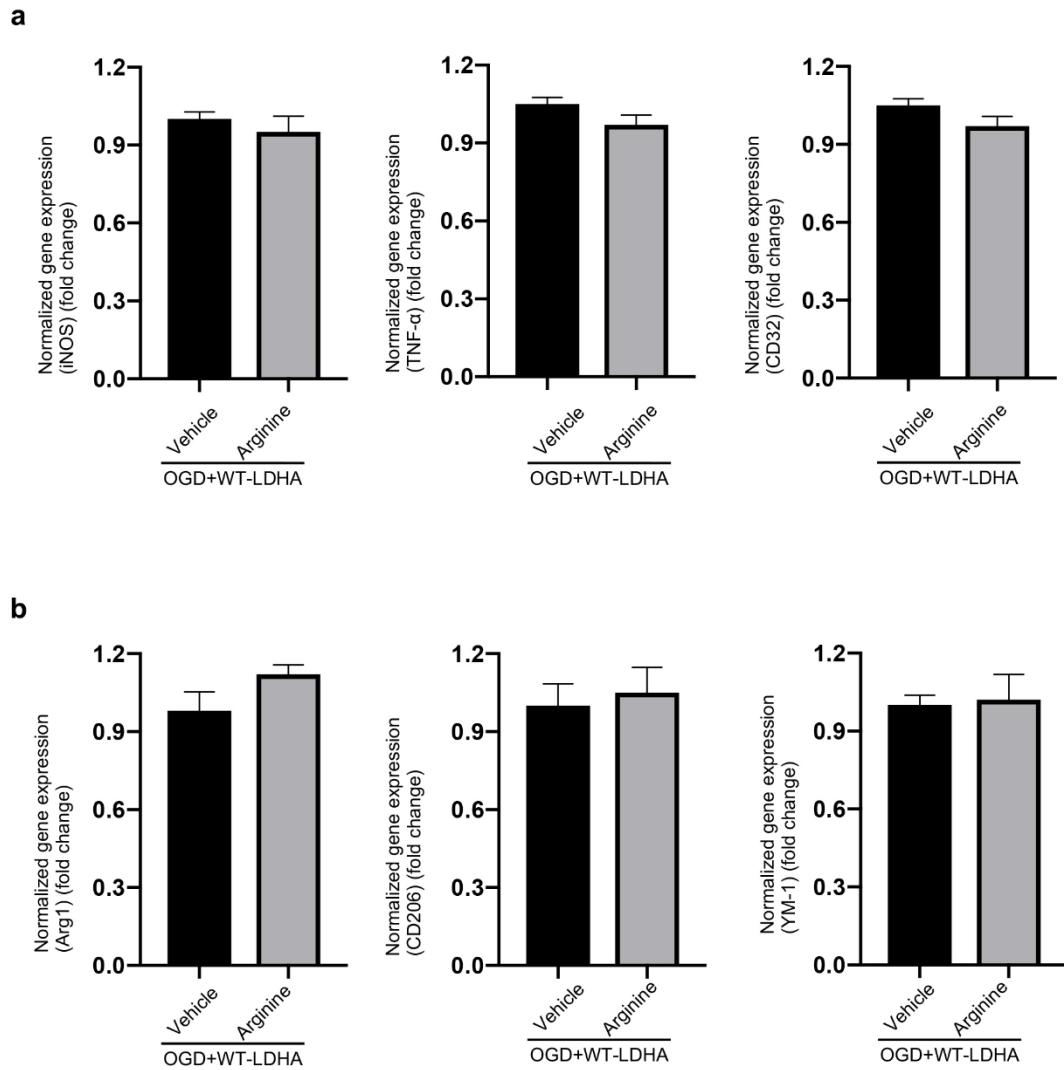 a
Normalized gene expression
(iNOS) (fold change)
1.2
0.9
0.6
0.3
0.0
Vehicle
Arginine
OGD+WT-LDHA
Normalized gene expression
(TNF-α) (fold change)
1.2
0.9
0.6
0.3
0.0
Vehicle
Arginine
OGD+WT-LDHA
Normalized gene expression
(CD32) (fold change)
1.2
0.9
0.6
0.3
0.0
Vehicle
Arginine
OGD+WT-LDHA
b
Normalized gene expression
(Arg1) (fold change)
1.2
0.9
0.6
0.3
0.0
Vehicle
Arginine
OGD+WT-LDHA
Normalized gene expression
(CD206) (fold change)
1.2
0.9
0.6
0.3
0.0
Vehicle
Arginine
OGD+WT-LDHA
Normalized gene expression
(YM-1) (fold change)
1.2
0.9
0.6
0.3
0.0
Vehicle
Arginine
OGD+WT-LDHA